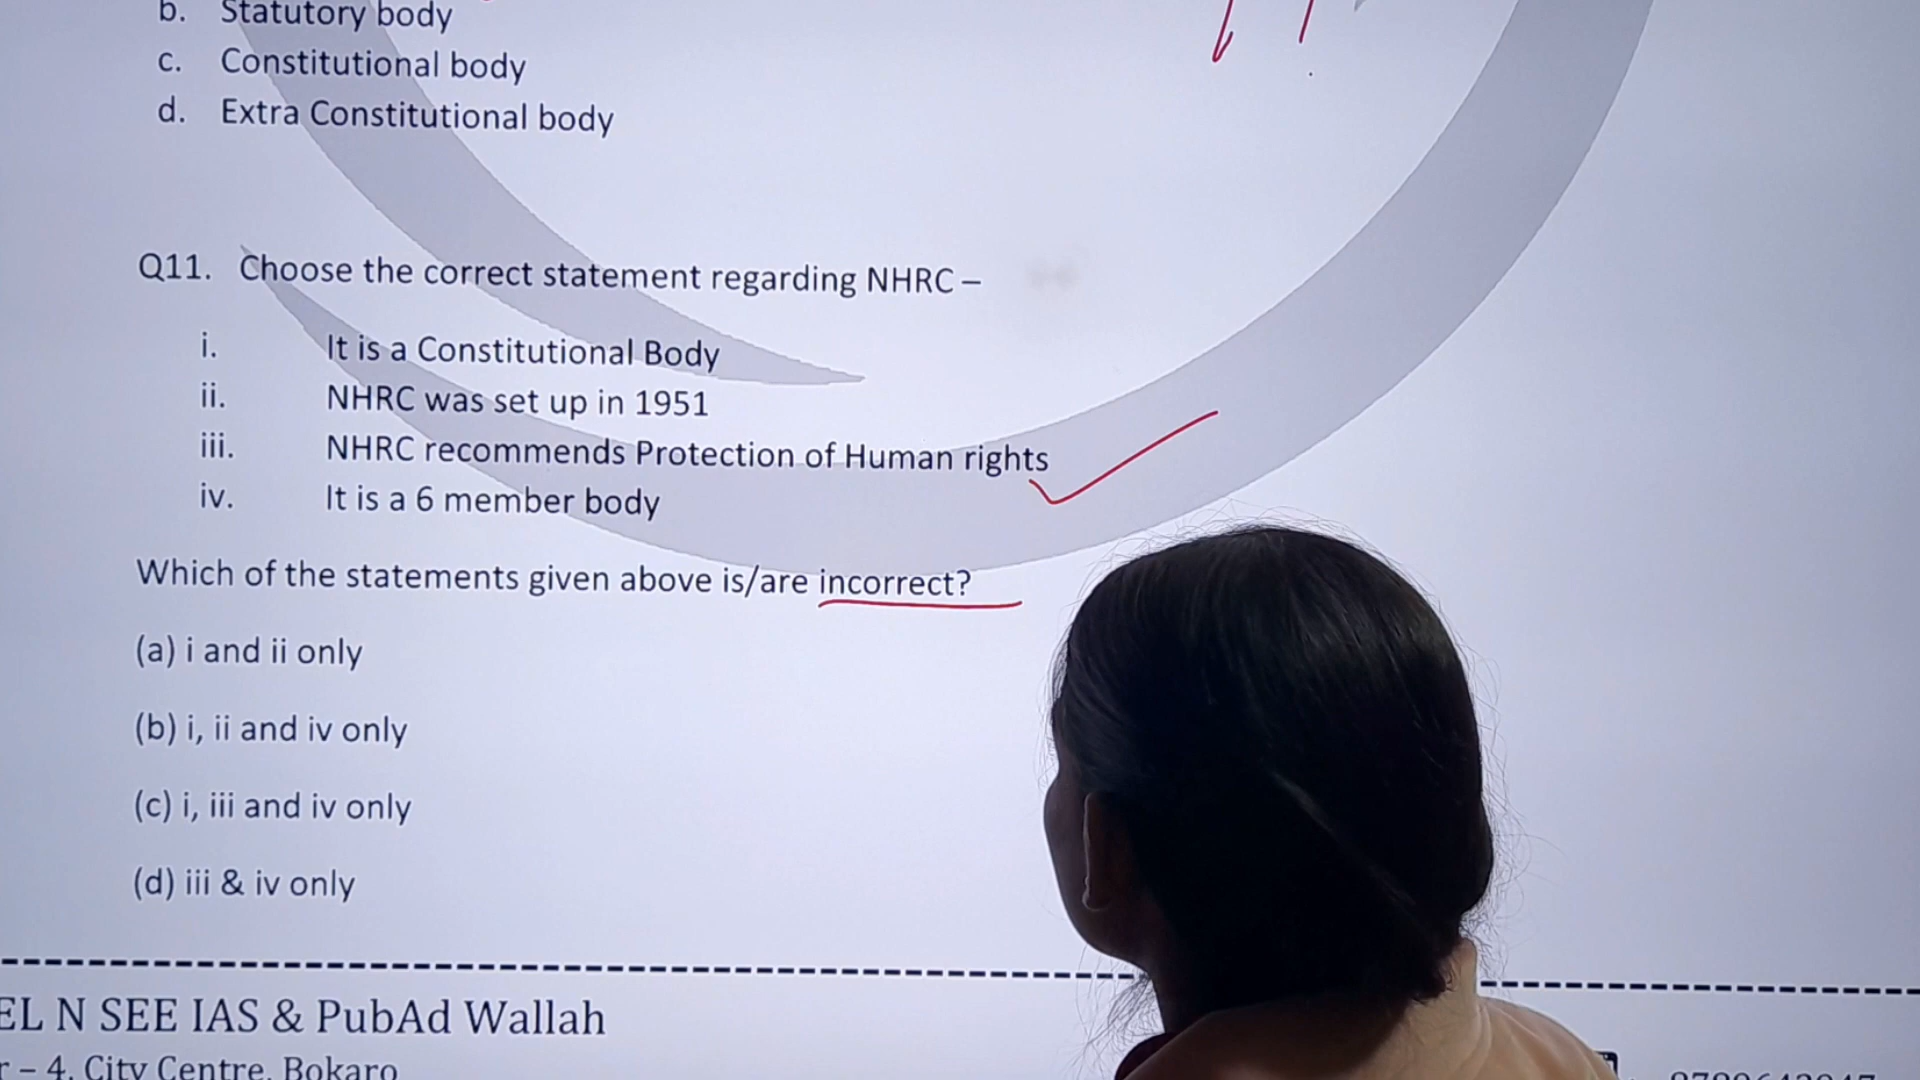 b. Statutory body
c. Constitutional body
d. Extra Constitutional body
Q11. Choose the correct statement regarding NHRC –
i. It is a Constitutional Body
ii. NHRC was set up in 1951
iii. NHRC recommends Protection of Human rights
iv. It is a 6 member body
Which of the statements given above is/are incorrect?
(a) i and ii only
(b) i, ii and iv only
(c) i, iii and iv only
(d) iii & iv only
EL N SEE IAS & PubAd Wallah
r – 4, City Centre, Bokaro